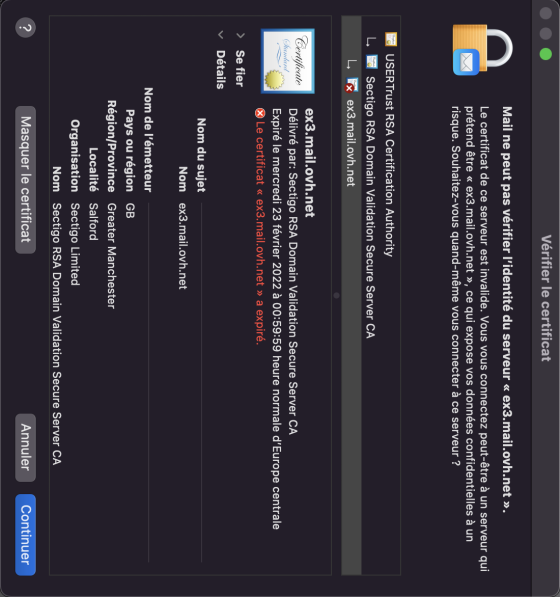 Vérifier le certificat
Mail ne peut pas vérifier l'identité du serveur « ex3.mail.ovh.net ».
Le certificat de ce serveur est invalide. Vous vous connectez peut-être à un serveur qui
prétend être « ex3.mail.ovh.net », ce qui expose vos données confidentielles à un
risque. Souhaitez-vous quand-même vous connecter à ce serveur ?
USERTrust RSA Certification Authority
Sectigo RSA Domain Validation Secure Server CA
ex3.mail.ovh.net
Certificate
Standard
ex3.mail.ovh.net
Délivré par: Sectigo RSA Domain Validation Secure Server CA
Expiré le mercredi 23 février 2022 à 00:59:59 heure normale d'Europe centrale
Le certificat « ex3.mail.ovh.net » a expiré.
Se fier
Détails
Nom du sujet
Nom ex3.mail.ovh.net
Nom de l'émetteur
Pays ou région GB
Région/Province Greater Manchester
Localité Salford
Organisation Sectigo Limited
Nom Sectigo RSA Domain Validation Secure Server CA
? Masquer le certificat Annuler Continuer